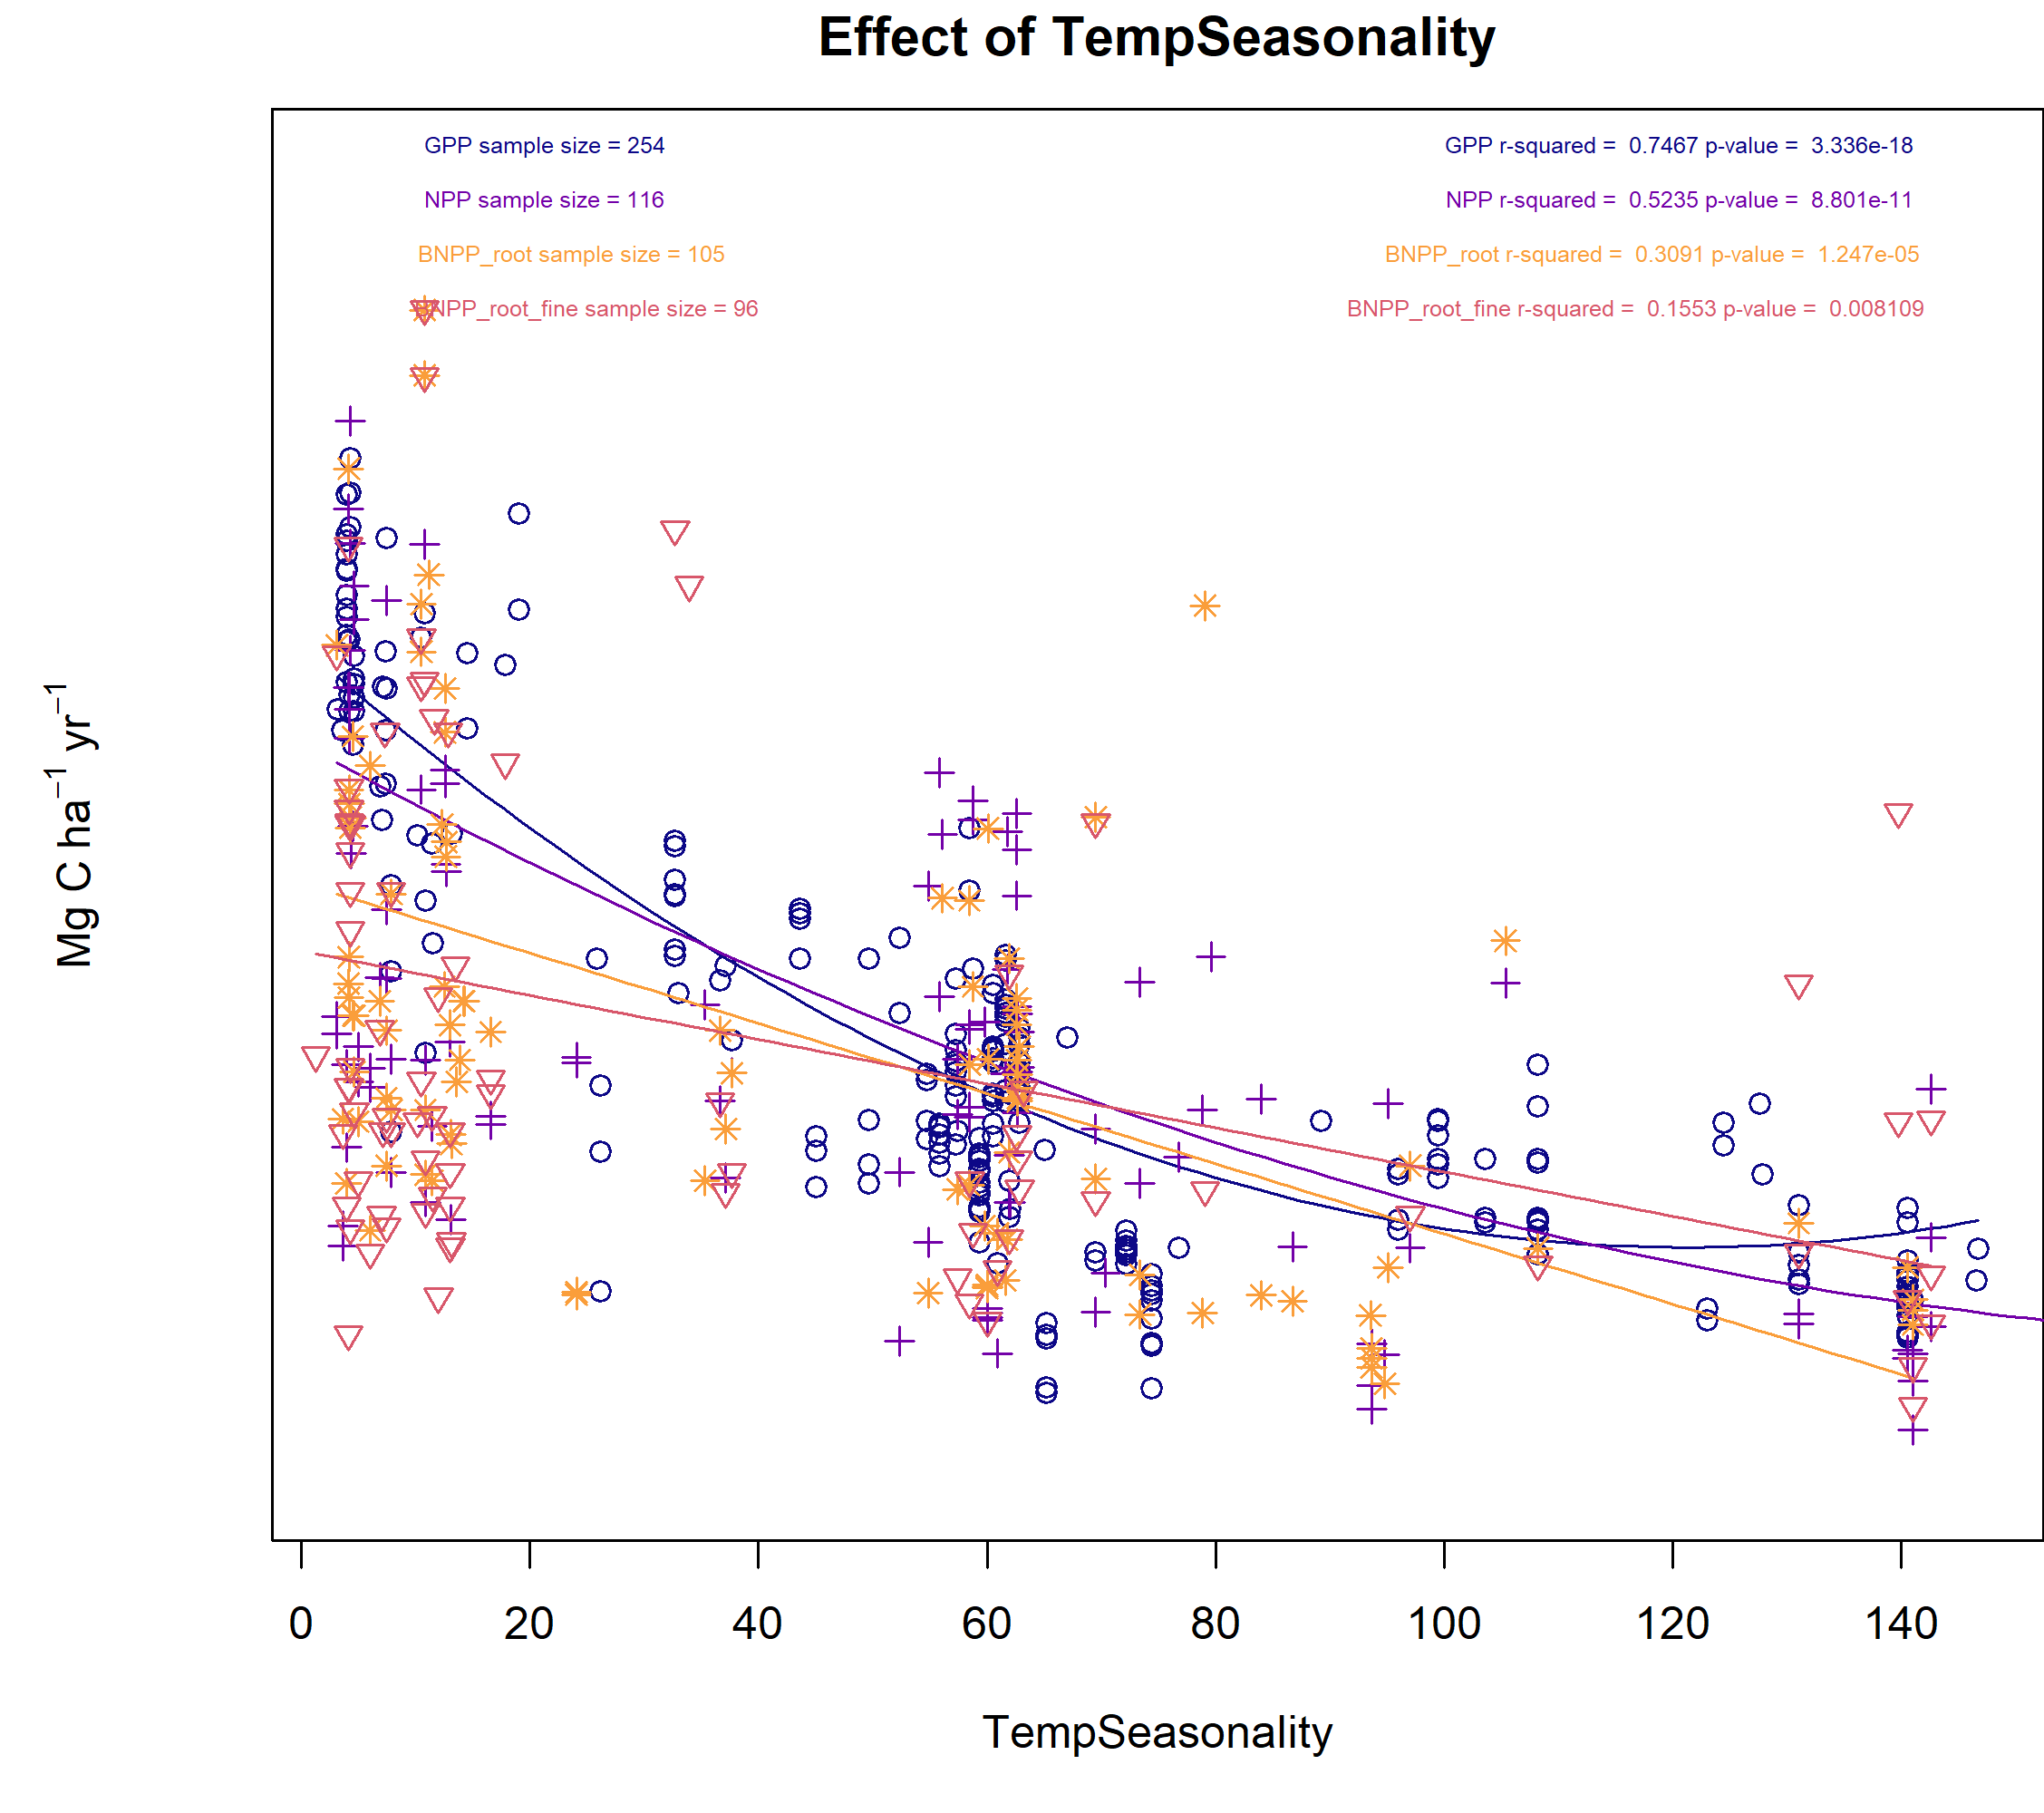 Effect of TempSeasonality
GPP sample size = 254
GPP r-squared = 0.7467 p-value = 3.336e-18
NPP sample size = 116
NPP r-squared = 0.5235 p-value = 8.801e-11
BNPP_root sample size = 105
BNPP_root r-squared = 0.3091 p-value = 1.247e-05
BNPP_root_fine sample size = 96
BNPP_root_fine r-squared = 0.1553 p-value = 0.008109
Mg C ha⁻¹ yr⁻¹
0 20 40 60 80 100 120 140
TempSeasonality